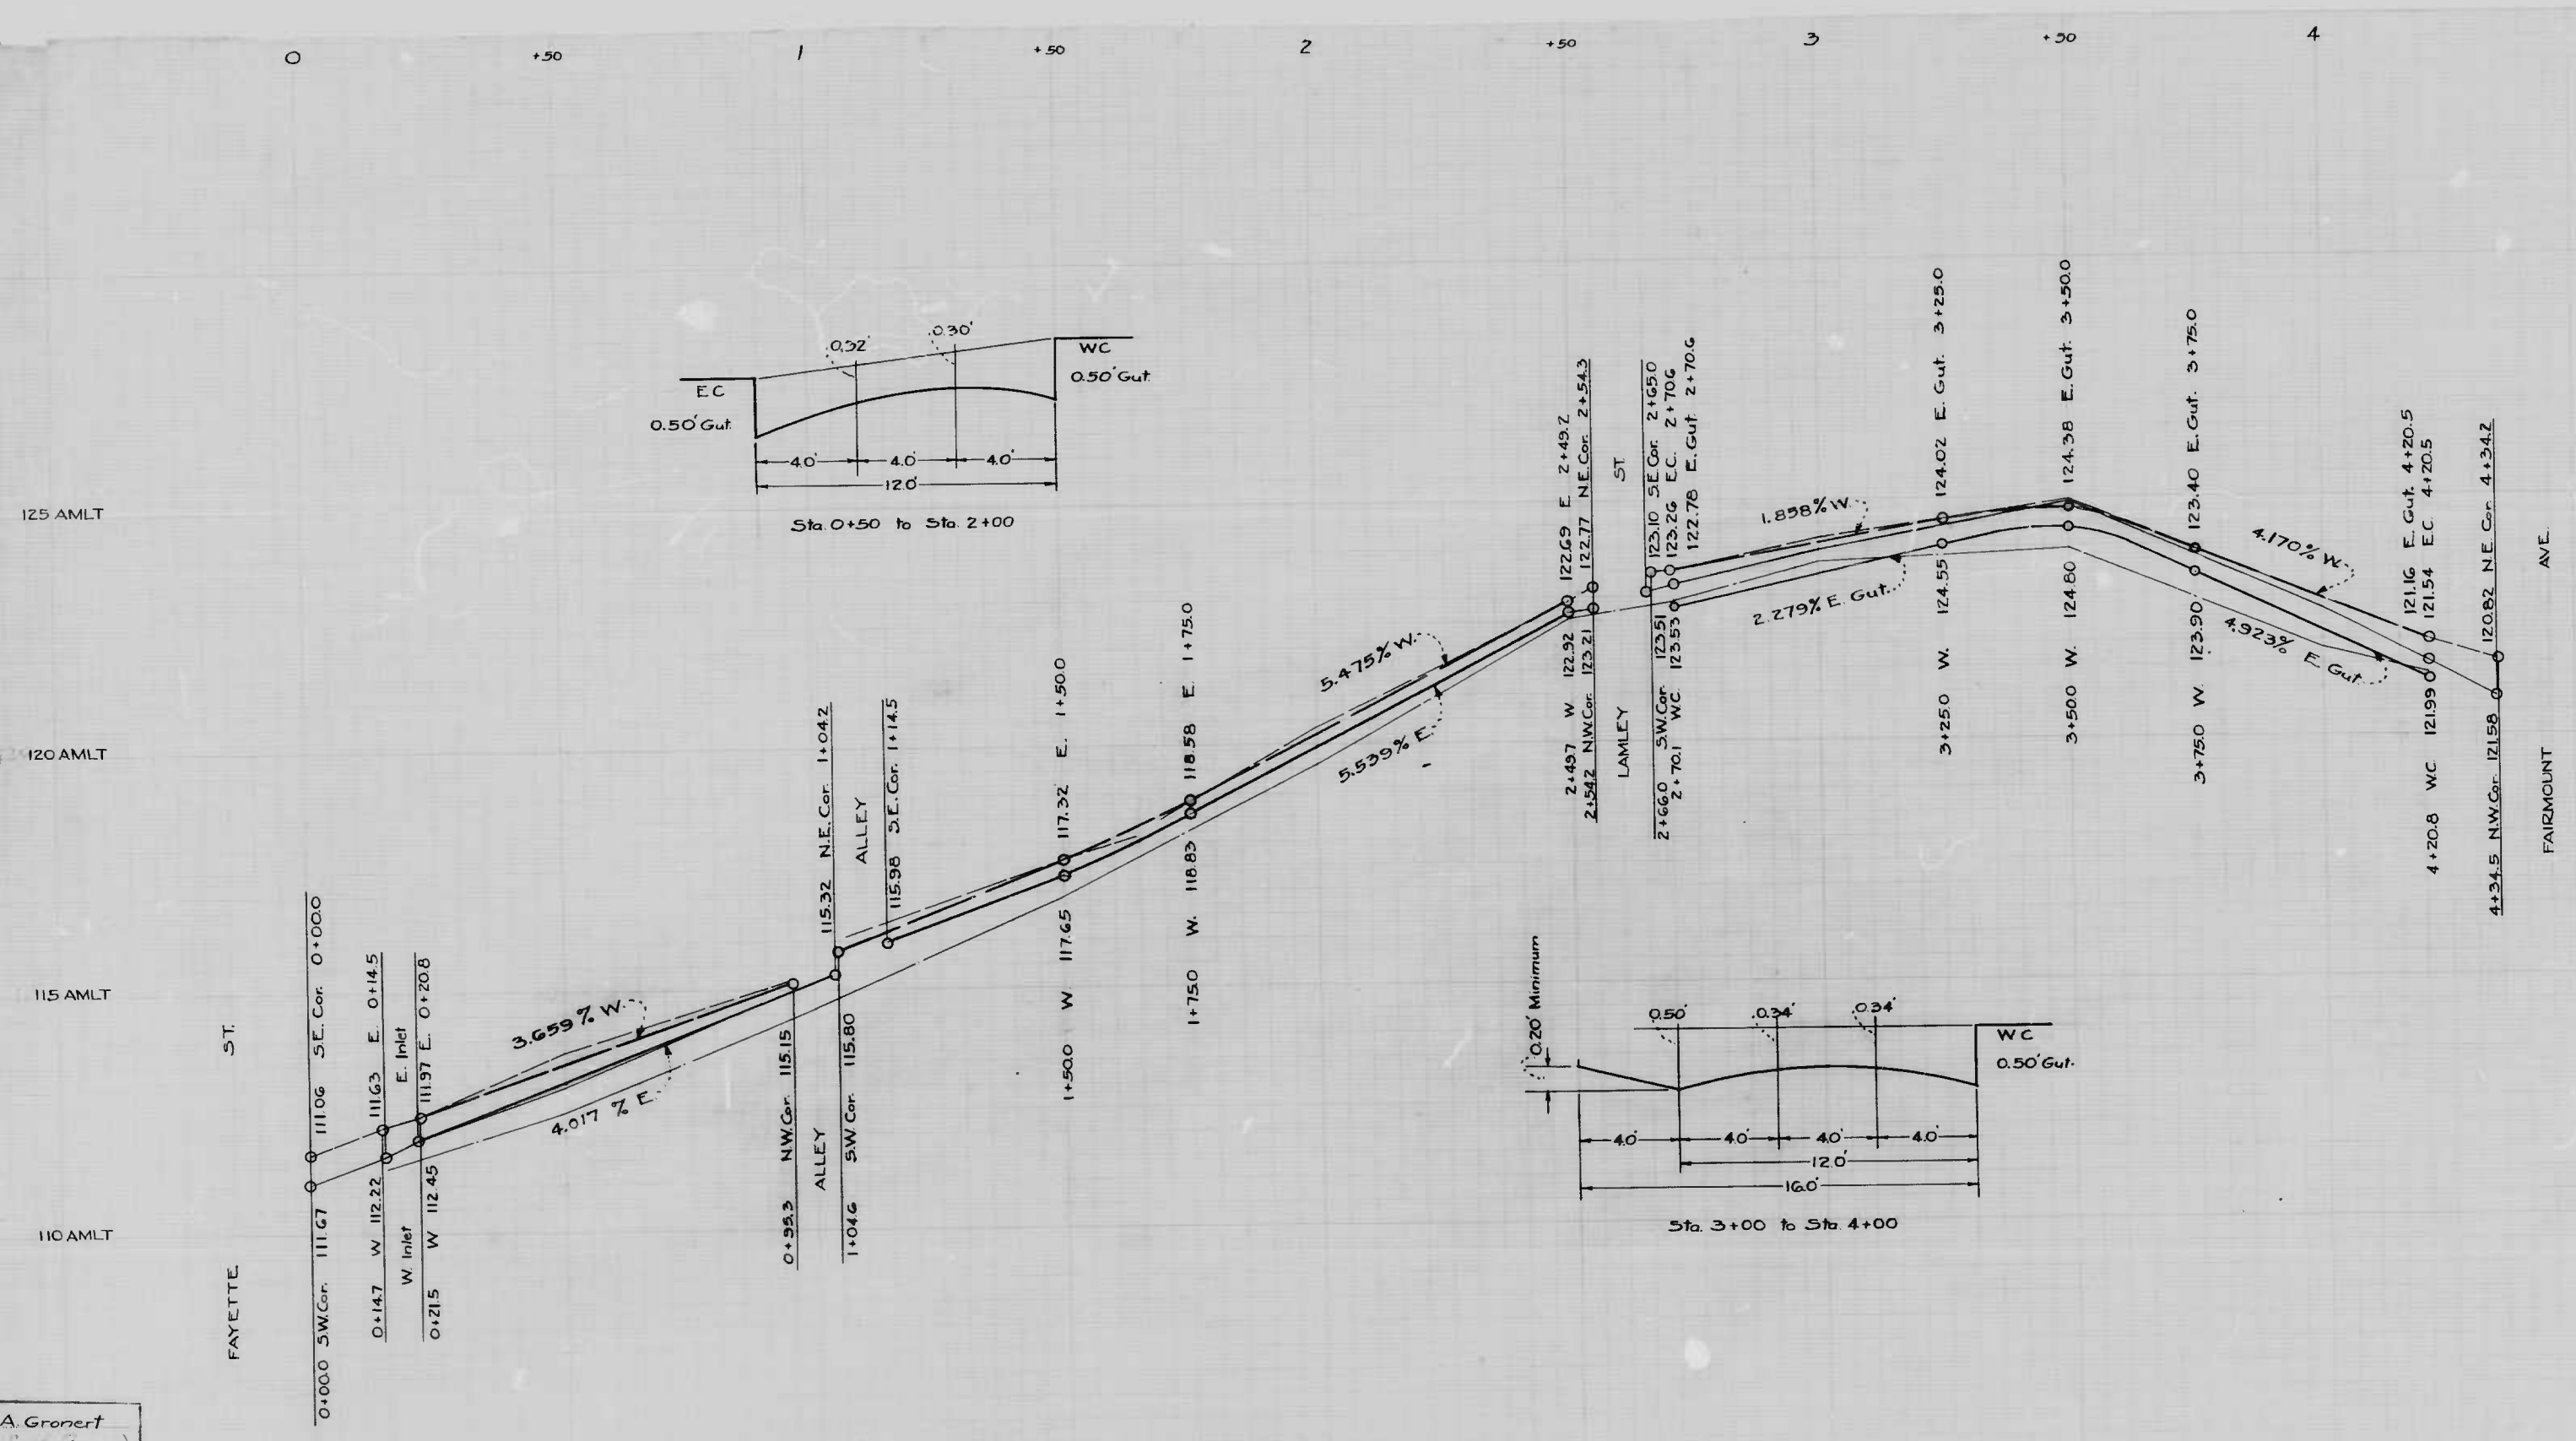 0 +50 1 +50 2 +50 3 +50 4
125 AMLT
120 AMLT
115 AMLT
110 AMLT
FAYETTE ST.
0+00.0 S.W.Cor. 111.67
111.06 S.E. Cor. 0+00.0
0+14.7 W 112.22
111.63 E. 0+14.5
W. Inlet
E. Inlet
0+21.5 W 112.45
111.97 E. 0+20.8
3.659% W.
4.017 % E.
0+95.3 N.W.Cor. 115.15
ALLEY
1+04.6 S.W. Cor. 115.80
115.32 N.E. Cor. 1+04.2
ALLEY
115.98 S.E. Cor. 1+14.5
1+50.0 W. 117.65
117.32 E. 1+50.0
1+75.0 W. 118.83
118.58 E. 1+75.0
5.475% W.
5.539% E.
2+49.7 W. 122.92
122.69 E. 2+49.2
2+54.2 N.W.Cor. 123.21
122.77 N.E. Cor. 2+54.3
LAMLEY ST.
2+66.0 S.W.Cor. 123.51
123.10 S.E. Cor. 2+65.0
2+70.1 W.C. 123.53
123.26 E.C. 2+70.6
122.78 E. Gut. 2+70.6
1.858% W.
2.279% E. Gut.
3+25.0 W. 124.55
124.02 E. Gut. 3+25.0
3+50.0 W. 124.80
124.38 E. Gut. 3+50.0
3+75.0 W. 123.90
123.40 E. Gut. 3+75.0
4.170% W.
4.923% E. Gut.
4+20.8 W.C. 121.99
121.16 E. Gut. 4+20.5
121.54 E.C. 4+20.5
4+34.5 N.W.Cor. 121.58
120.82 N.E. Cor. 4+34.2
FAIRMOUNT AVE.
0.32' 0.30'
EC
WC
0.50' Gut.
0.50' Gut.
4.0' 4.0' 4.0'
12.0'
Sta. 0+50 to Sta. 2+00
0.20' Minimum
0.50' 0.34' 0.34'
WC
0.50' Gut.
4.0' 4.0' 4.0' 4.0'
12.0'
16.0'
Sta. 3+00 to Sta. 4+00
A. Gronert